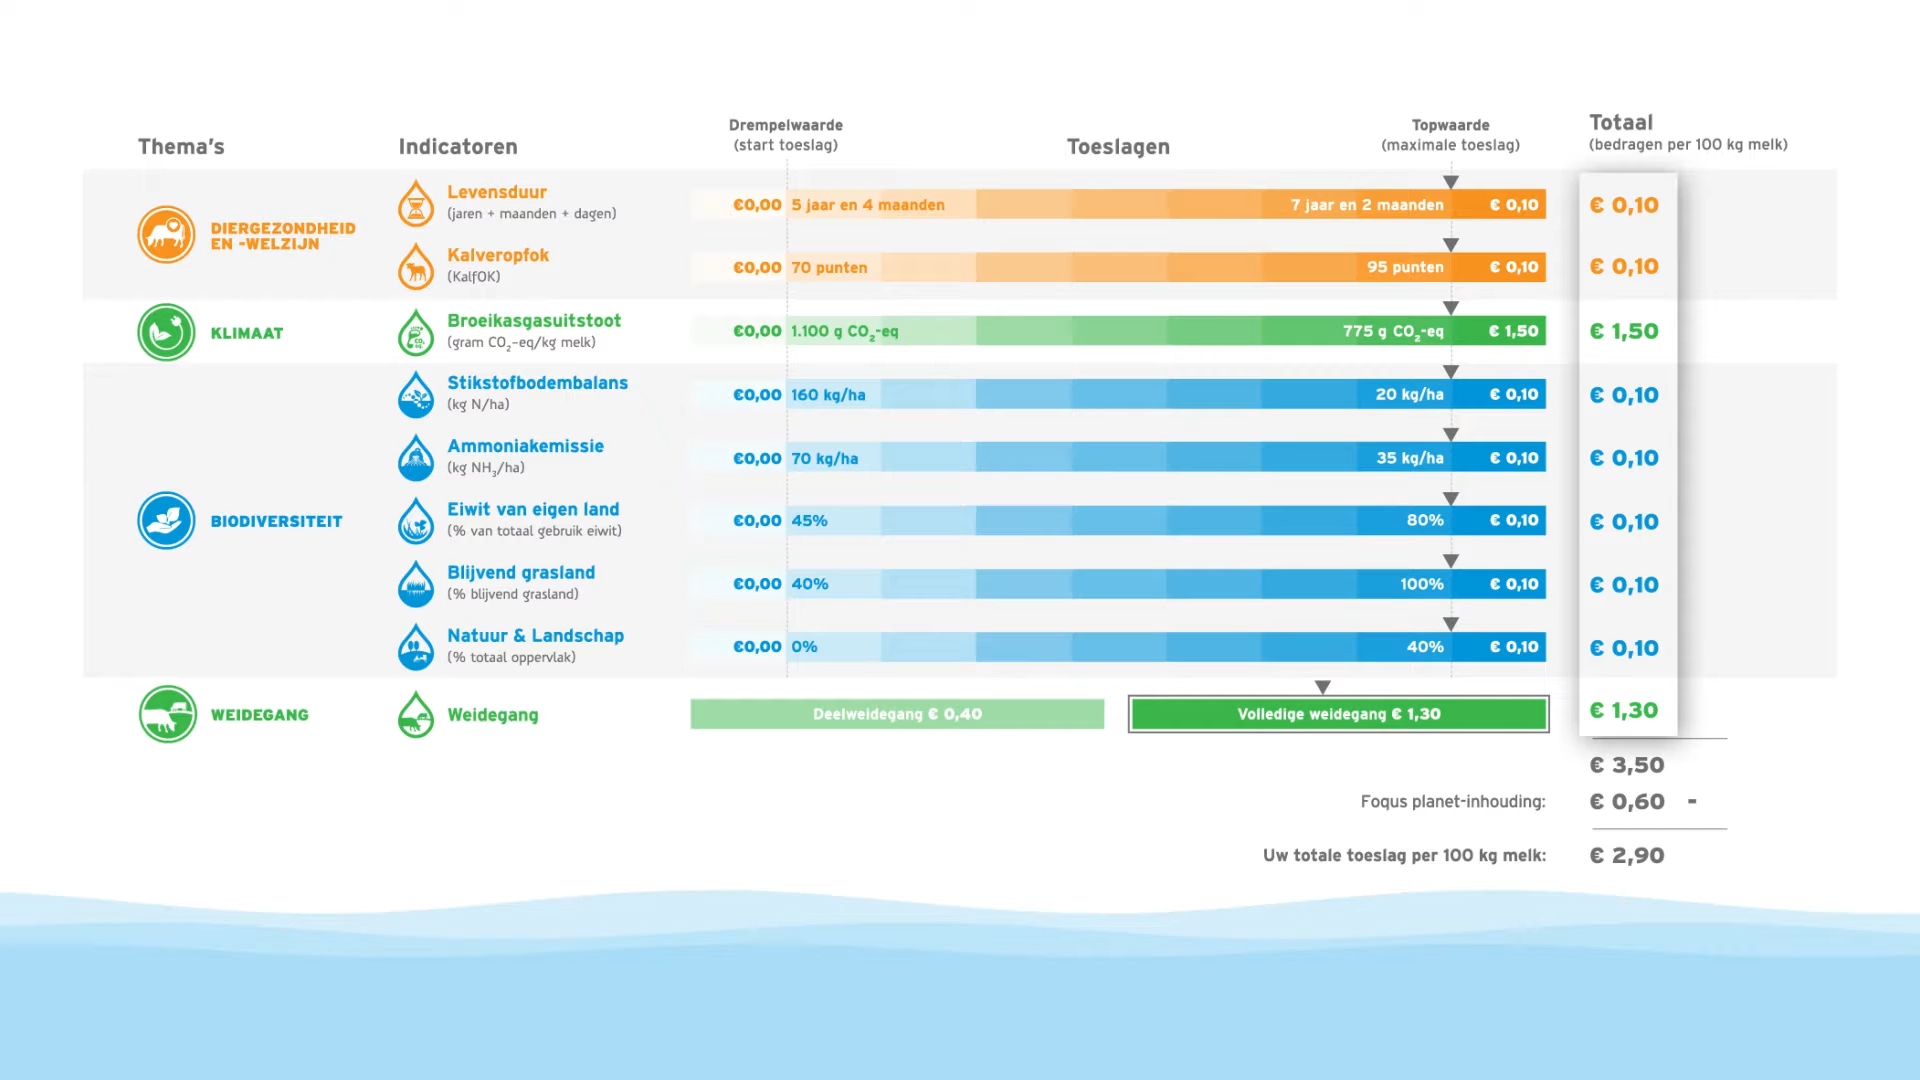 Thema's
Indicatoren
Drempelwaarde
(start toeslag)
Toeslagen
Topwaarde
(maximale toeslag)
Totaal
(bedragen per 100 kg melk)
DIERGEZONDHEID
EN -WELZIJN
Levensduur
(jaren + maanden + dagen)
€0,00 5 jaar en 4 maanden 7 jaar en 2 maanden € 0,10 € 0,10
Kalveropfok
(KalfOK)
€0,00 70 punten 95 punten € 0,10 € 0,10
KLIMAAT
Broeikasgasuitstoot
(gram CO₂-eq/kg melk)
€0,00 1.100 g CO₂-eq 775 g CO₂-eq € 1,50 € 1,50
BIODIVERSITEIT
Stikstofbodembalans
(kg N/ha)
€0,00 160 kg/ha 20 kg/ha € 0,10 € 0,10
Ammoniakemissie
(kg NH₃/ha)
€0,00 70 kg/ha 35 kg/ha € 0,10 € 0,10
Eiwit van eigen land
(% van totaal gebruik eiwit)
€0,00 45% 80% € 0,10 € 0,10
Blijvend grasland
(% blijvend grasland)
€0,00 40% 100% € 0,10 € 0,10
Natuur & Landschap
(% totaal oppervlak)
€0,00 0% 40% € 0,10 € 0,10
WEIDEGANG
Weidegang
Deelweidegang € 0,40 Volledige weidegang € 1,30 € 1,30
€ 3,50
Foqus planet-inhouding: € 0,60 -
Uw totale toeslag per 100 kg melk: € 2,90